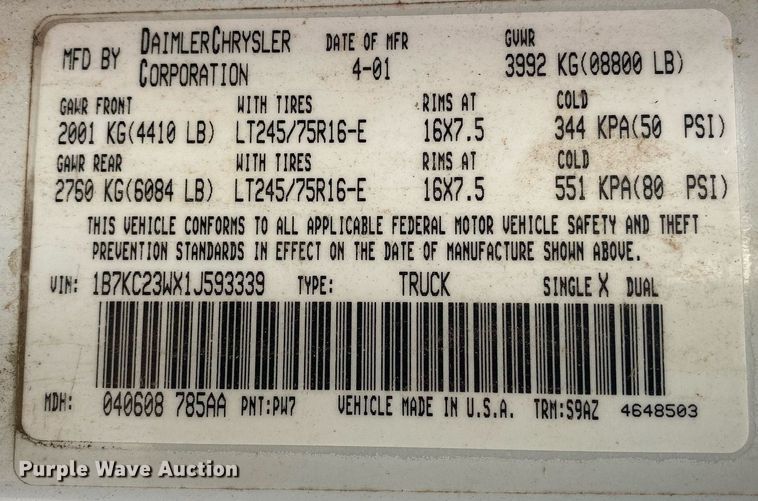 MFD BY DAIMLERCHRYSLER CORPORATION DATE OF MFR 4-01 GVWR 3992 KG(08800 LB)
GAWR FRONT WITH TIRES RIMS AT COLD
2001 KG(4410 LB) LT245/75R16-E 16X7.5 344 KPA(50 PSI)
GAWR REAR WITH TIRES RIMS AT COLD
2760 KG(6084 LB) LT245/75R16-E 16X7.5 551 KPA(80 PSI)
THIS VEHICLE CONFORMS TO ALL APPLICABLE FEDERAL MOTOR VEHICLE SAFETY AND THEFT
PREVENTION STANDARDS IN EFFECT ON THE DATE OF MANUFACTURE SHOWN ABOVE.
VIN: 1B7KC23WX1J593339 TYPE: TRUCK SINGLE X DUAL
MDH: 040608 785AA PNT:PW7 VEHICLE MADE IN U.S.A. TRM:S9AZ 4648503
Purple Wave Auction